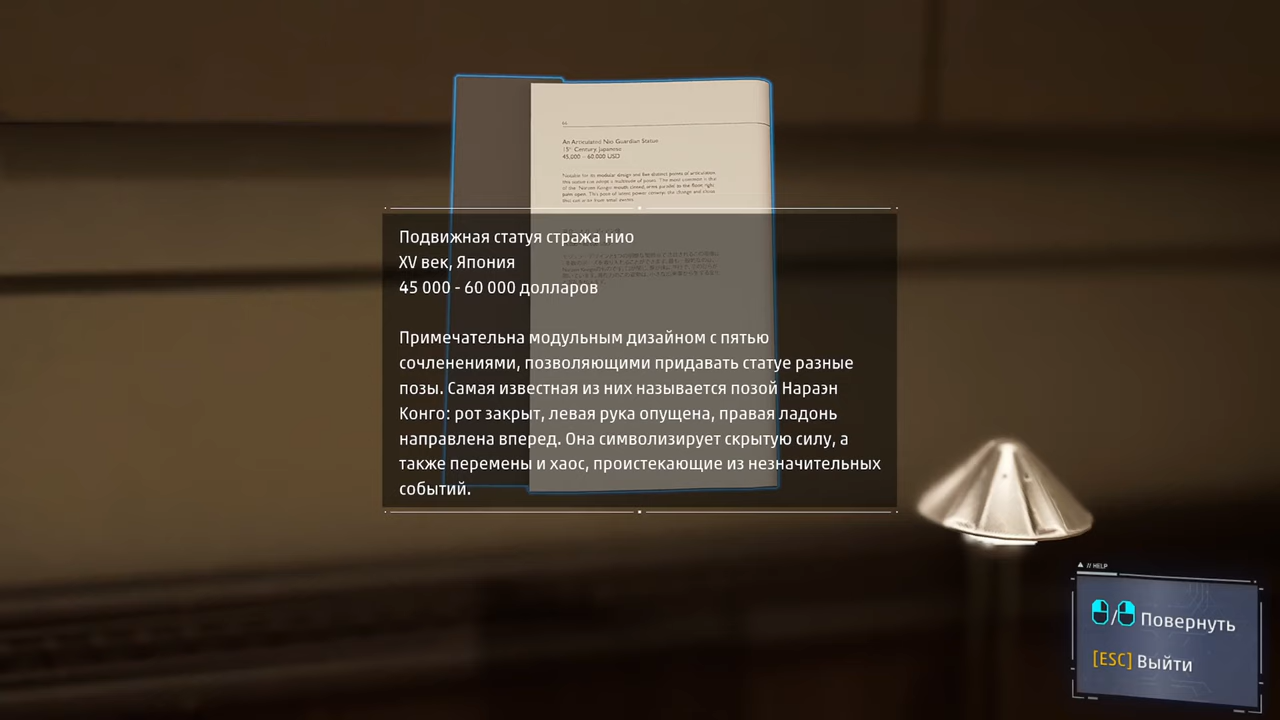 An Articulated Nio Guardian Statue
15th Century, Japanese
45,000 – 60,000 USD
Подвижная статуя стража нио
XV век, Япония
45 000 - 60 000 долларов
Примечательна модульным дизайном с пятью
сочленениями, позволяющими придавать статуе разные
позы. Самая известная из них называется позой Нараэн
Конго: рот закрыт, левая рука опущена, правая ладонь
направлена вперед. Она символизирует скрытую силу, а
также перемены и хаос, проистекающие из незначительных
событий.
// HELP
/ Повернуть
[ESC] Выйти